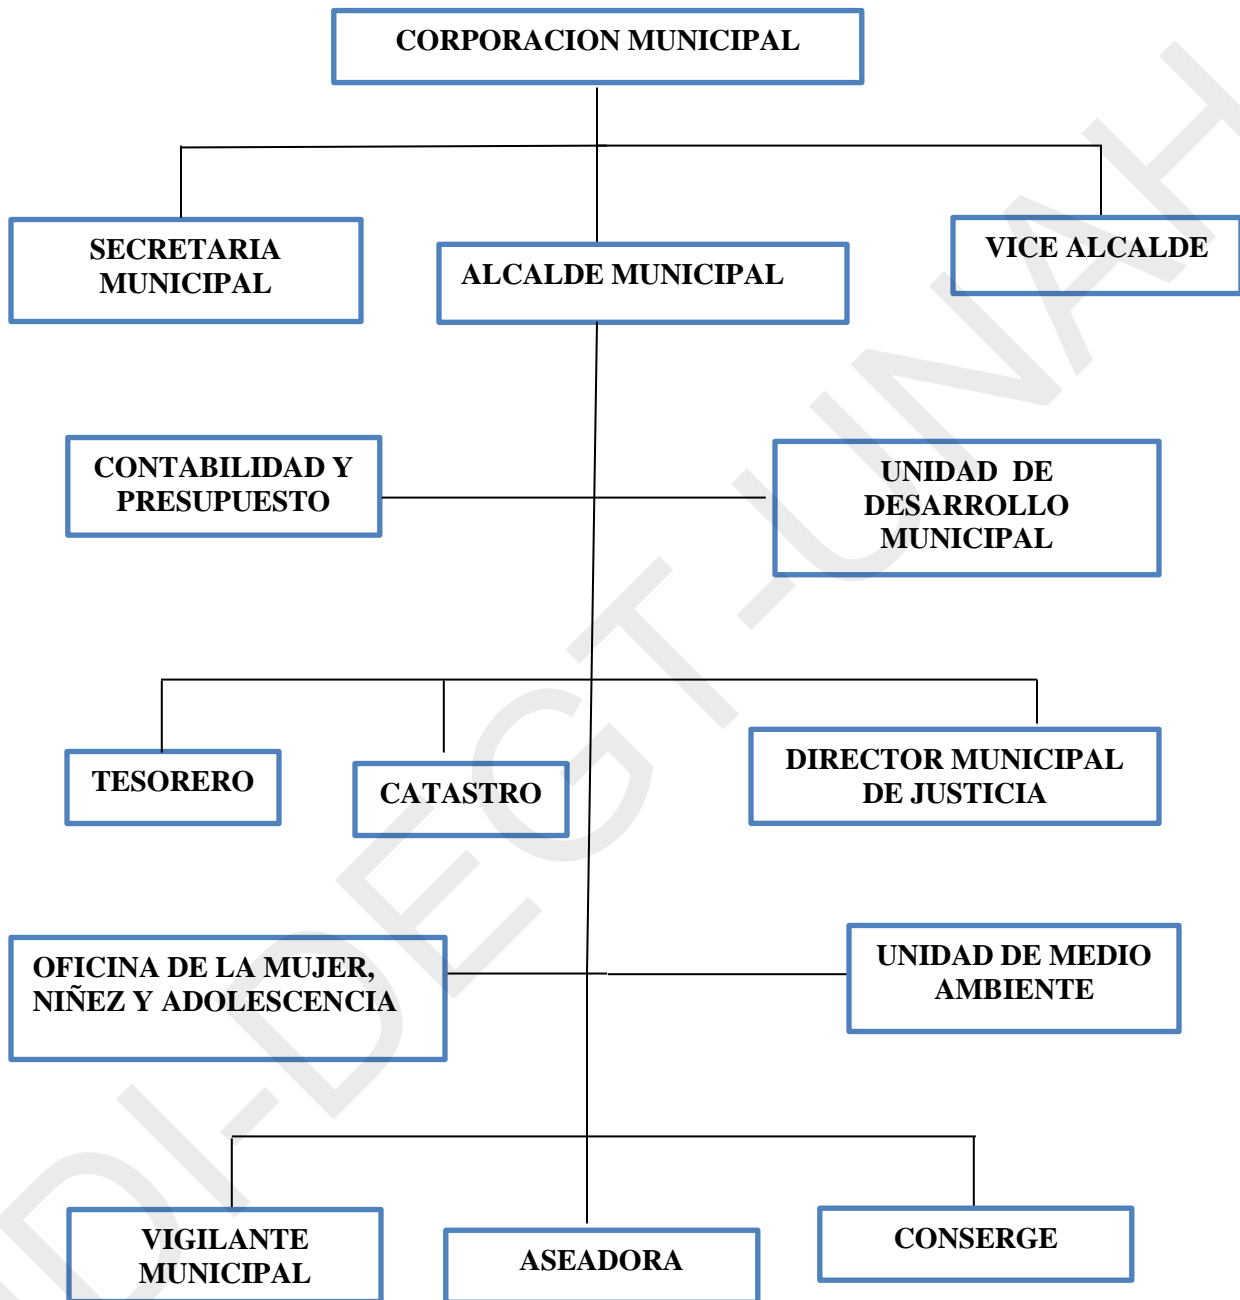 CORPORACION MUNICIPAL
SECRETARIA
MUNICIPAL
ALCALDE MUNICIPAL
VICE ALCALDE
CONTABILIDAD Y
PRESUPUESTO
UNIDAD DE
DESARROLLO
MUNICIPAL
TESORERO
CATASTRO
DIRECTOR MUNICIPAL
DE JUSTICIA
OFICINA DE LA MUJER,
NIÑEZ Y ADOLESCENCIA
UNIDAD DE MEDIO
AMBIENTE
VIGILANTE
MUNICIPAL
ASEADORA
CONSERGE
DI-DEGT-UNAH